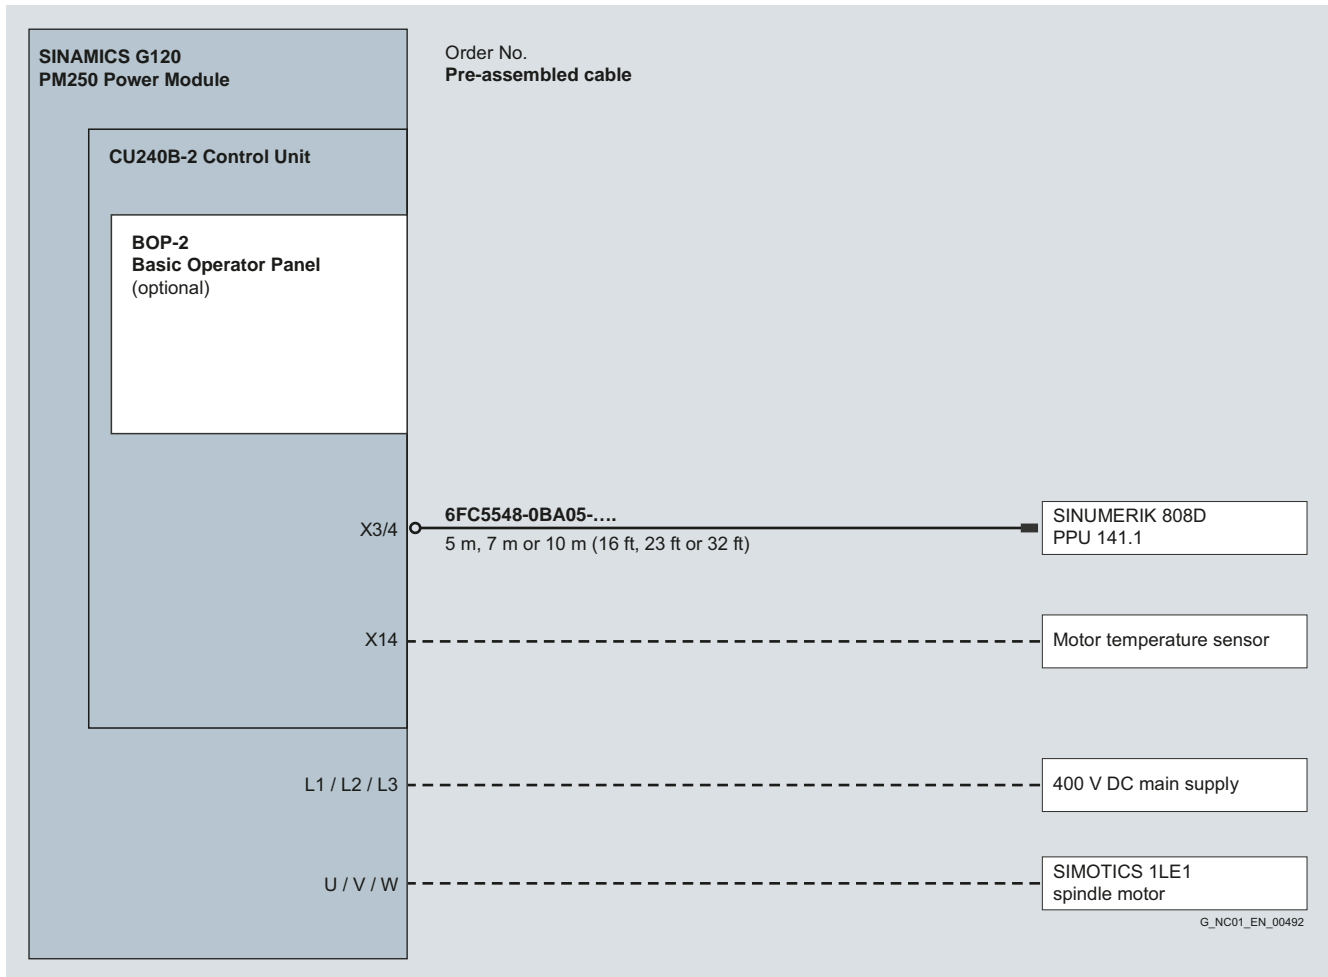 SINAMICS G120
PM250 Power Module
Order No.
Pre-assembled cable
CU240B-2 Control Unit
BOP-2
Basic Operator Panel
(optional)
X3/4
6FC5548-0BA05-....
5 m, 7 m or 10 m (16 ft, 23 ft or 32 ft)
SINUMERIK 808D
PPU 141.1
X14
Motor temperature sensor
L1 / L2 / L3
400 V DC main supply
U / V / W
SIMOTICS 1LE1
spindle motor
G_NC01_EN_00492